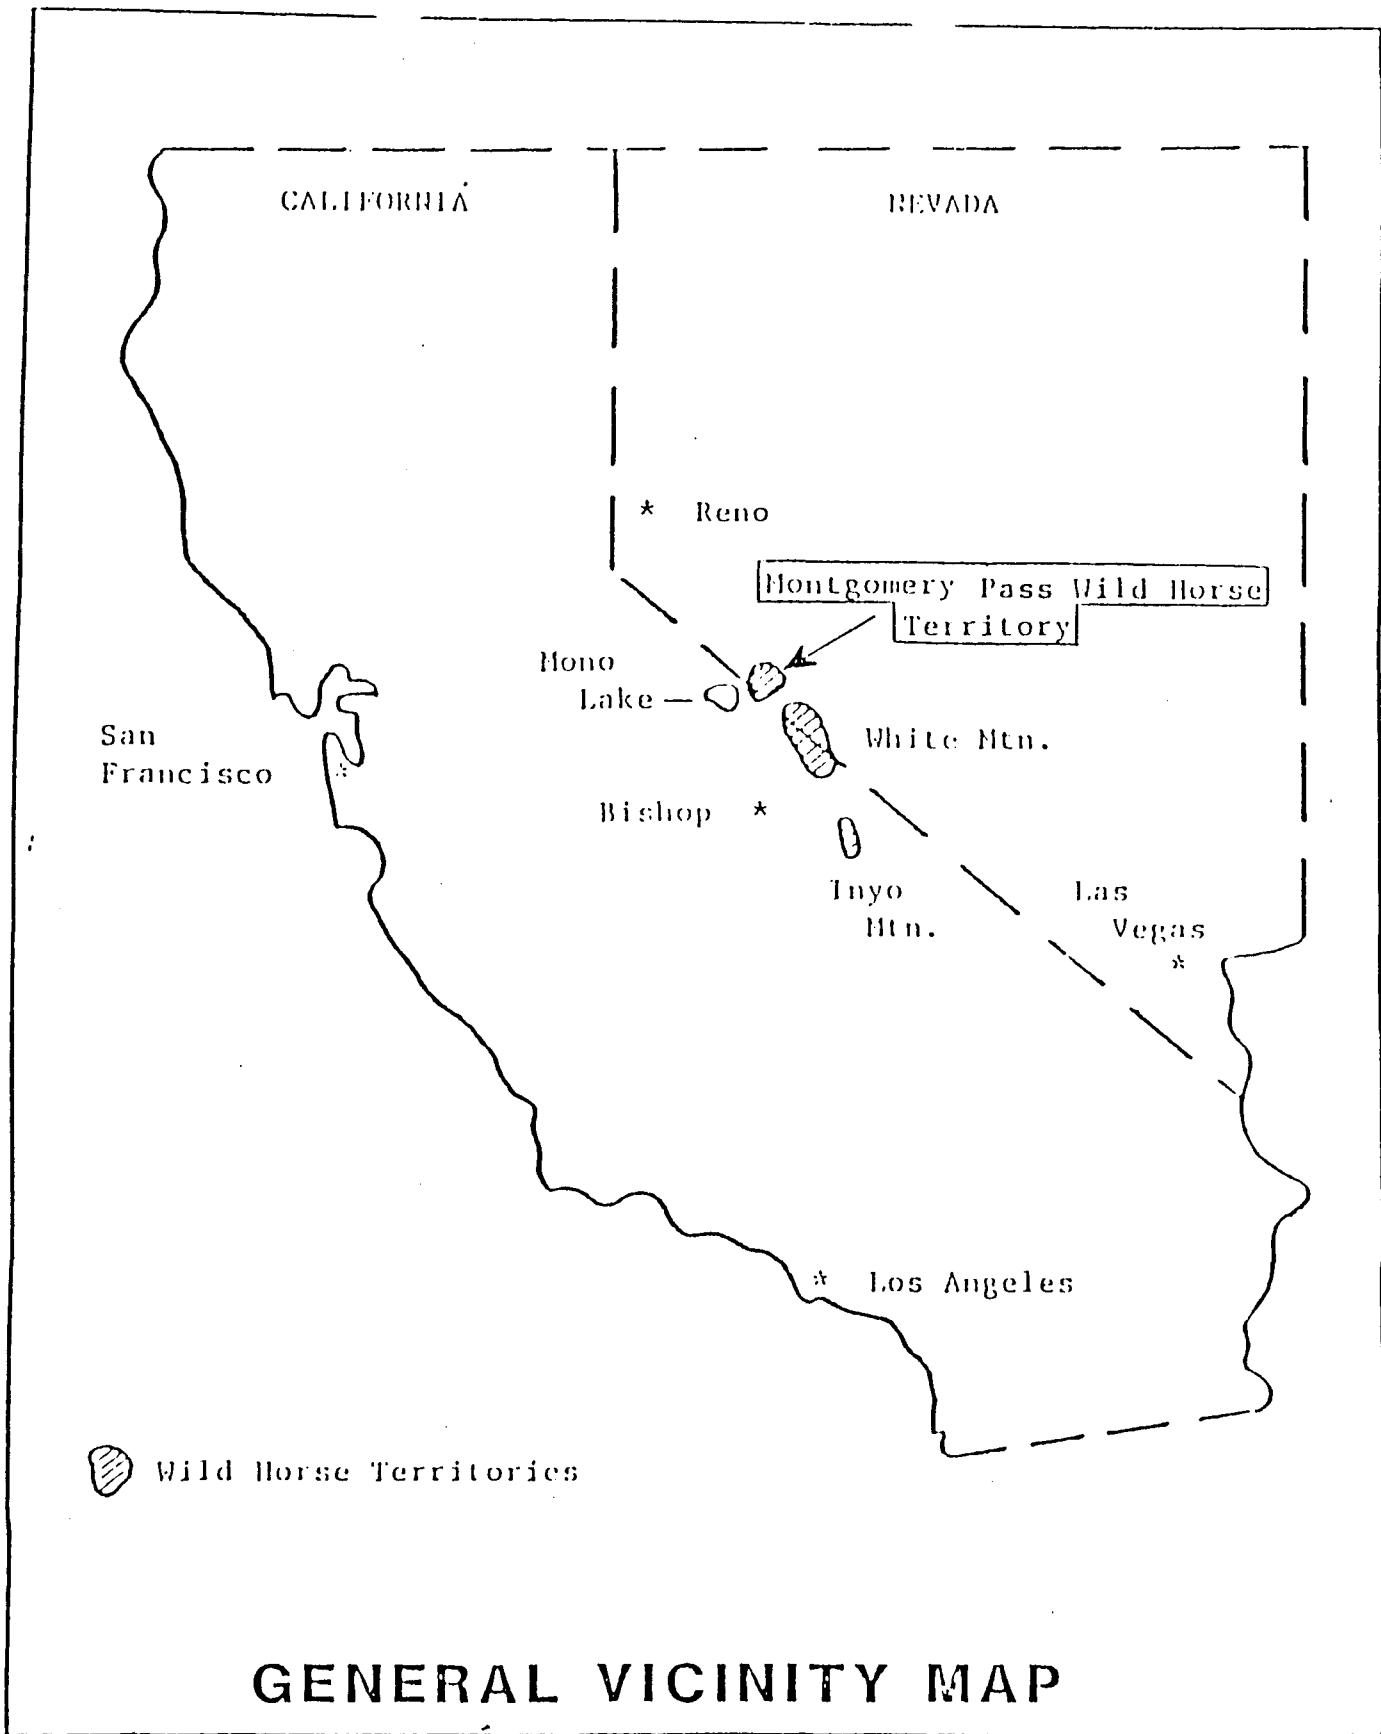 CALIFORNIA
NEVADA
* Reno
Montgomery Pass Wild Horse
Territory
Mono
Lake
White Mtn.
San
Francisco
*
Bishop *
Inyo
Mtn.
Las
Vegas
*
* Los Angeles
Wild Horse Territories
GENERAL VICINITY MAP